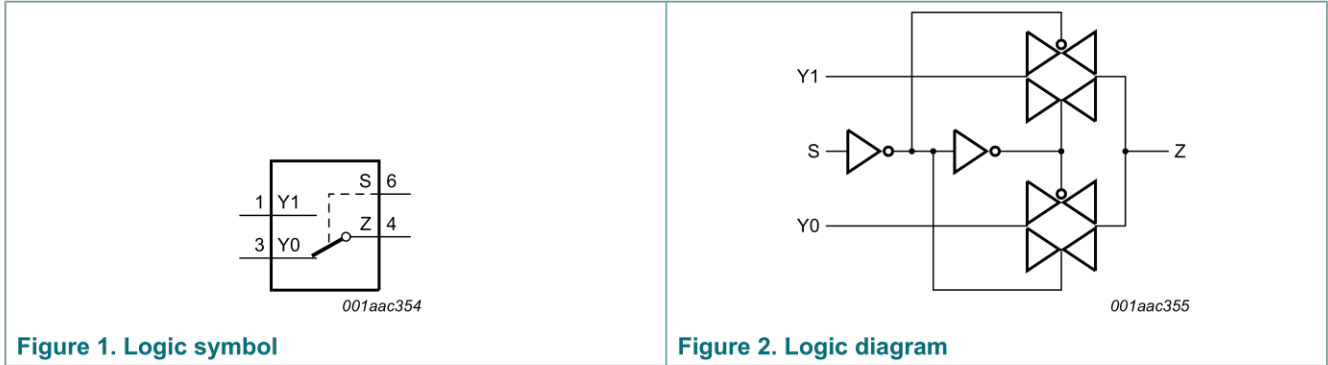 S 6
1 Y1
Z 4
3 Y0
001aac354
Figure 1. Logic symbol
Y1
S
Z
Y0
001aac355
Figure 2. Logic diagram